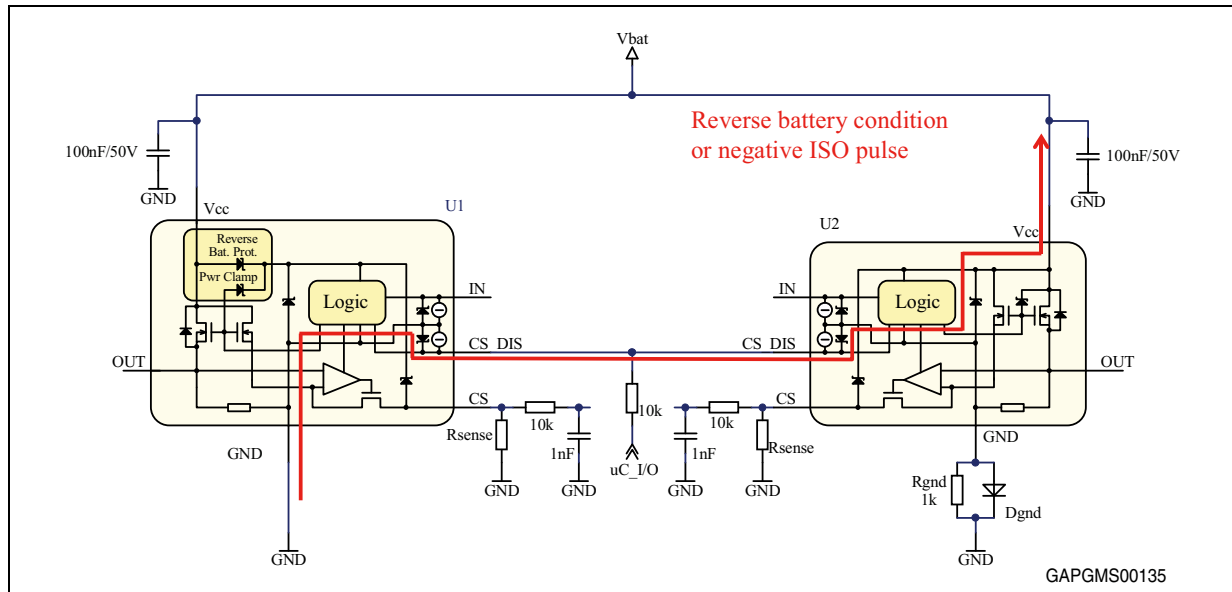 Vbat
Reverse battery condition
or negative ISO pulse
100nF/50V
GND
100nF/50V
GND
U1
Vcc
Reverse
Bat. Prot.
Pwr Clamp
Logic
IN
CS_DIS
OUT
CS
GND
GND
Rsense
GND
10k
1nF
GND
10k
uC_I/O
U2
Vcc
IN
Logic
CS_DIS
OUT
CS
10k
1nF
GND
Rsense
GND
GND
Rgnd
1k
Dgnd
GND
GAPGMS00135